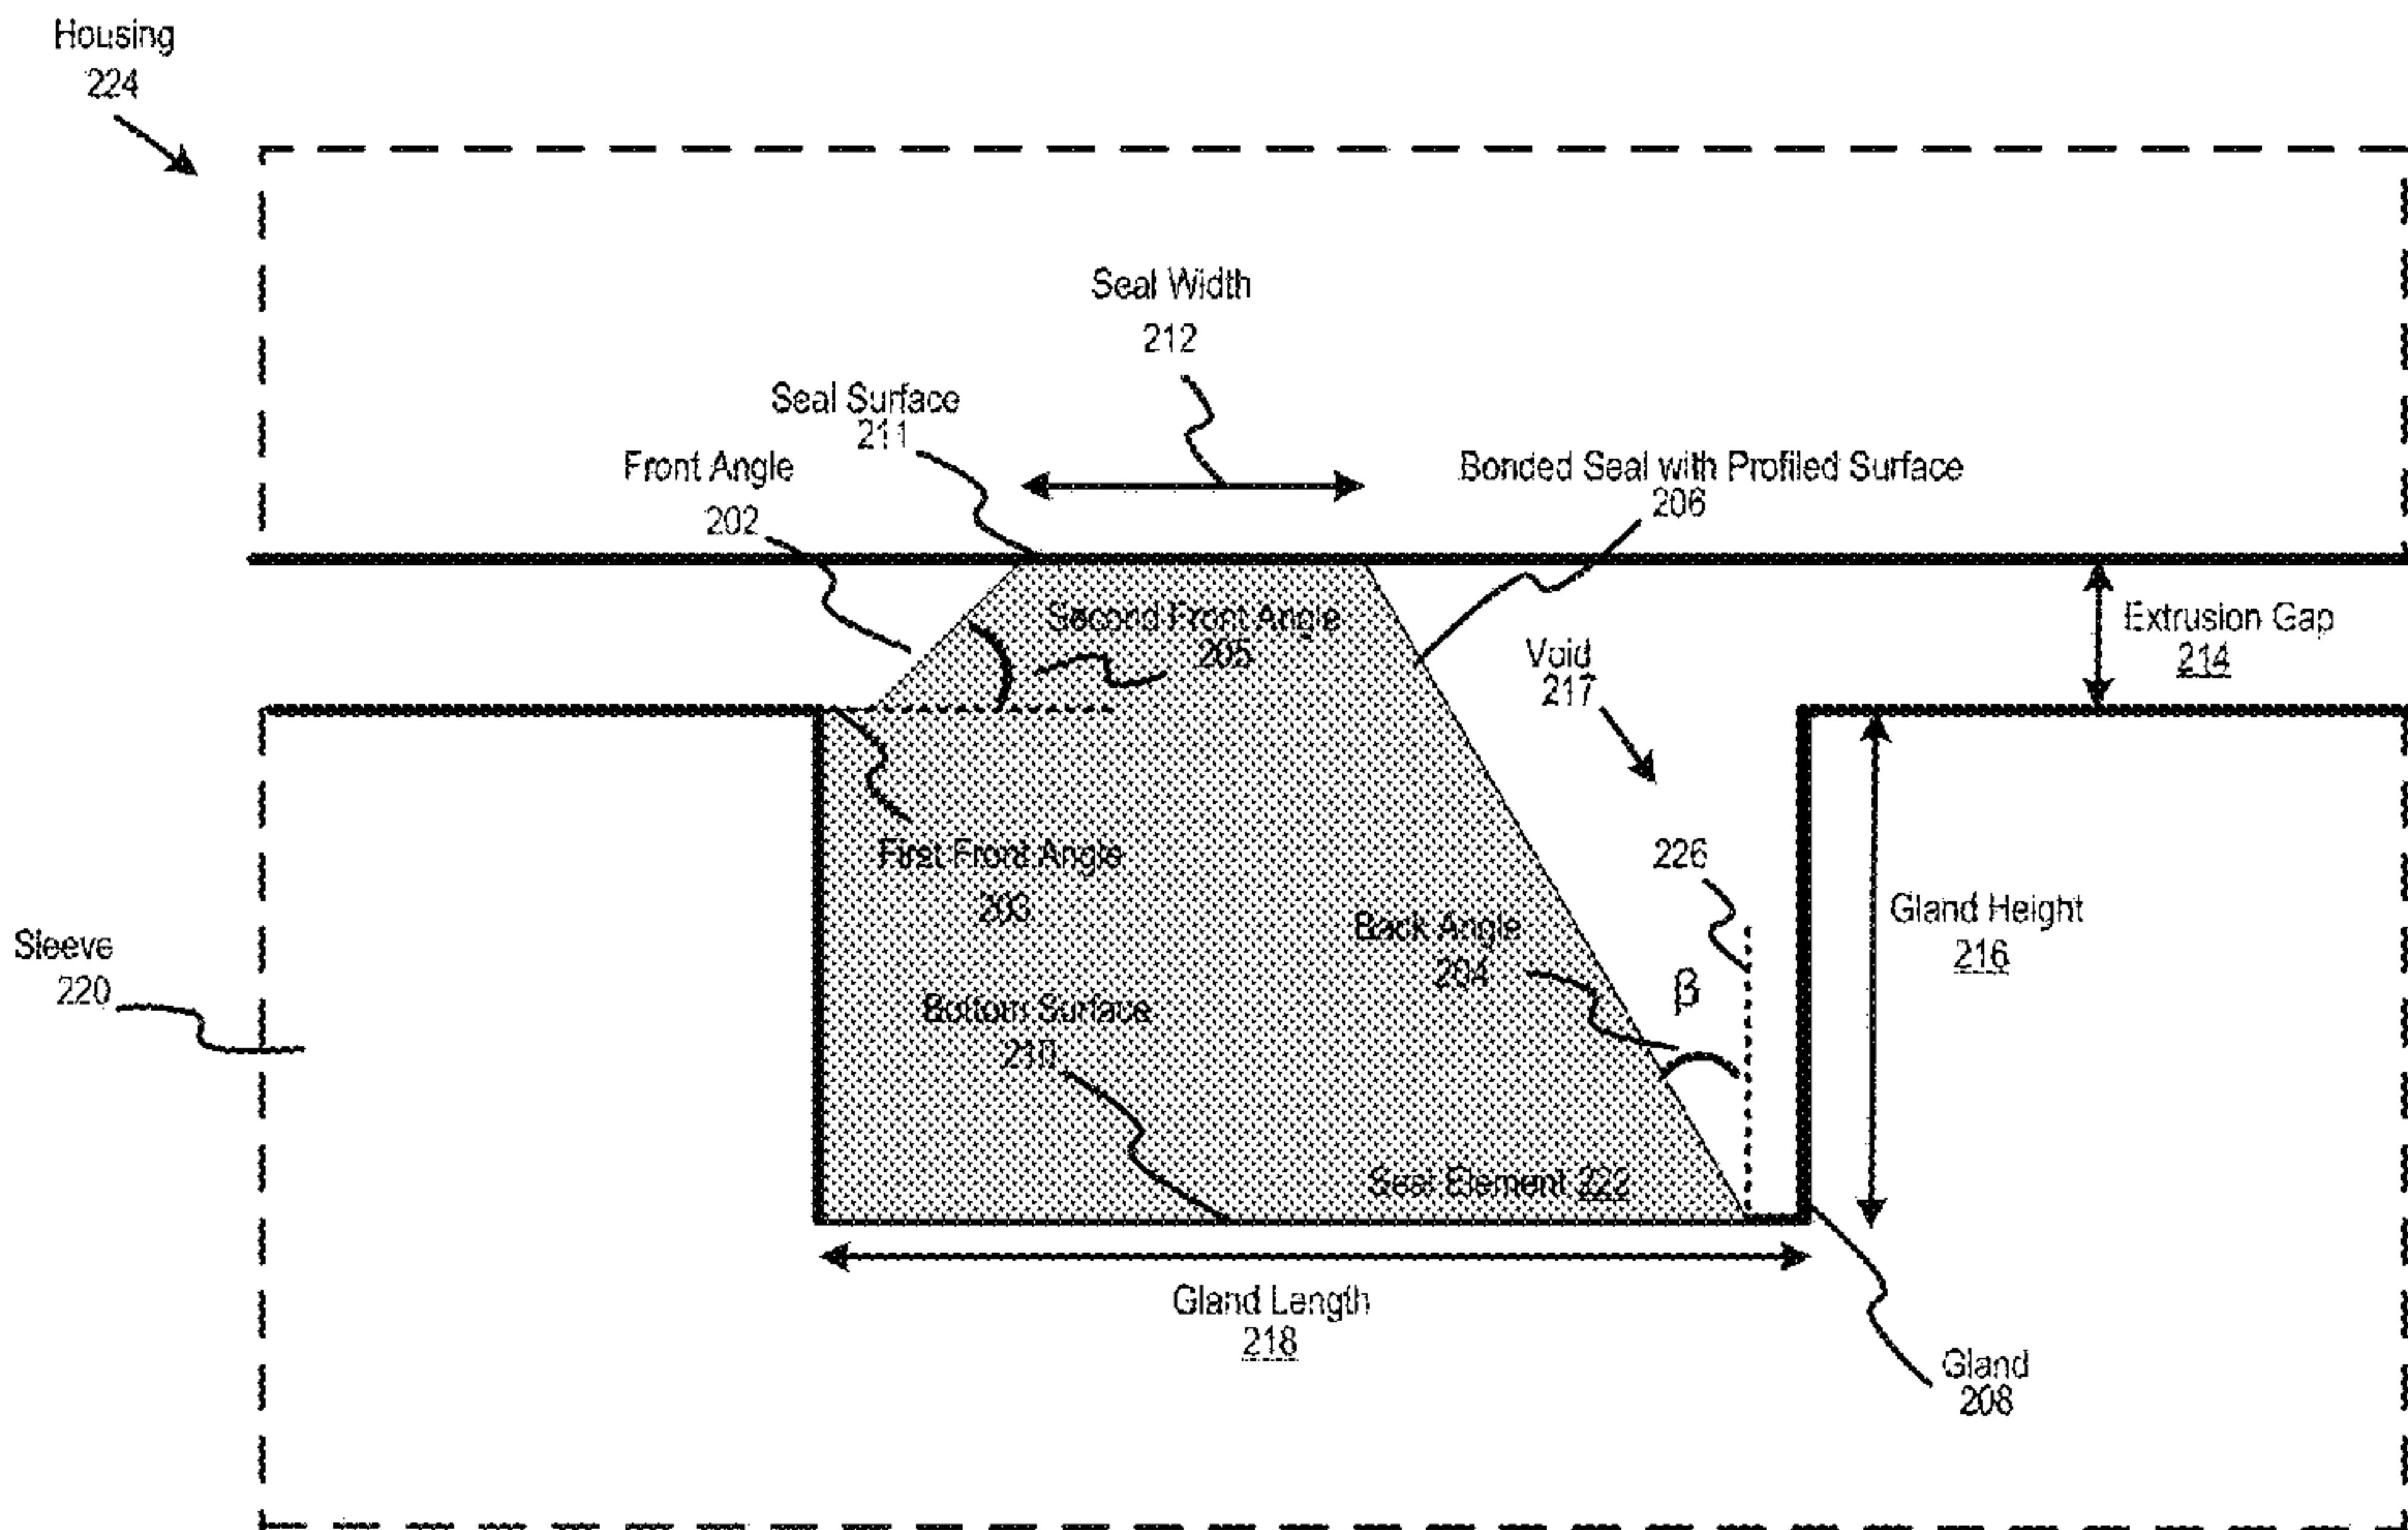 Housing
224
Seal Width
212
Seal Surface
211
Front Angle
202
Bonded Seal with Profiled Surface
206
Second Front Angle
205
Extrusion Gap
214
Void
217
First Front Angle
203
226
Gland Height
216
Back Angle
204
β
Sleeve
220
Bottom Surface
210
Seal Element 222
Gland Length
218
Gland
208